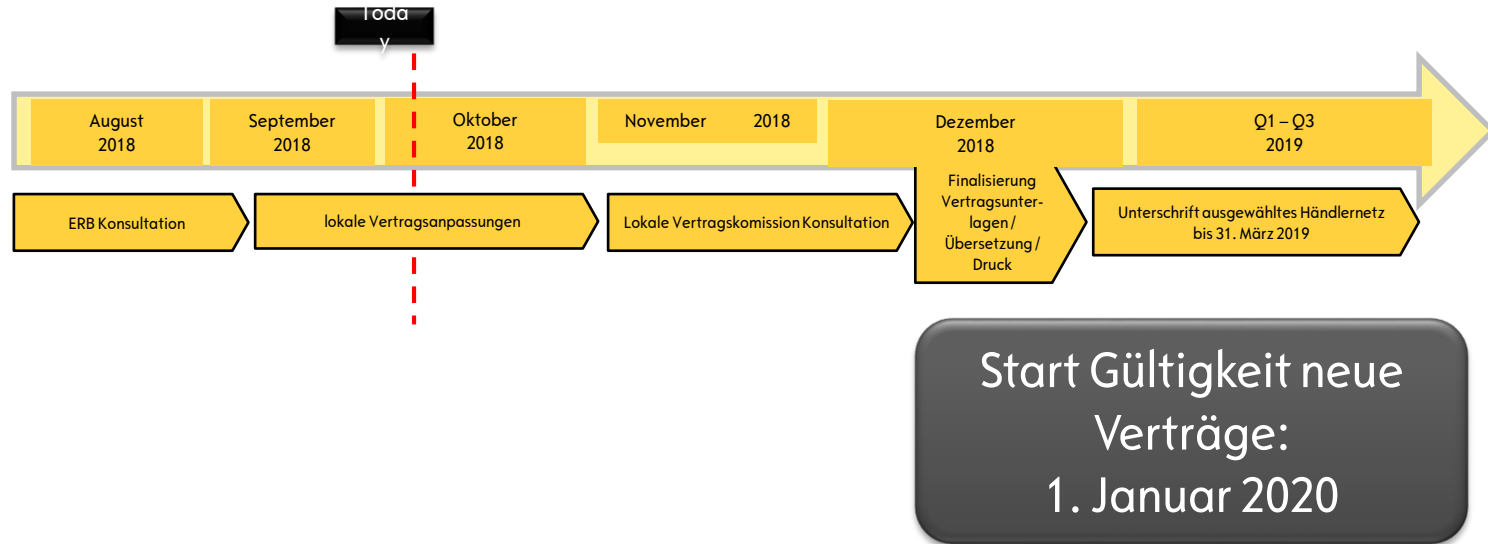 Today
August
2018
September
2018
Oktober
2018
November 2018
Dezember
2018
Q1 – Q3
2019
ERB Konsultation
lokale Vertragsanpassungen
Lokale Vertragskomission Konsultation
Finalisierung
Vertragsunter-
lagen /
Übersetzung /
Druck
Unterschrift ausgewähltes Händlernetz
bis 31. März 2019
Start Gültigkeit neue
Verträge:
1. Januar 2020